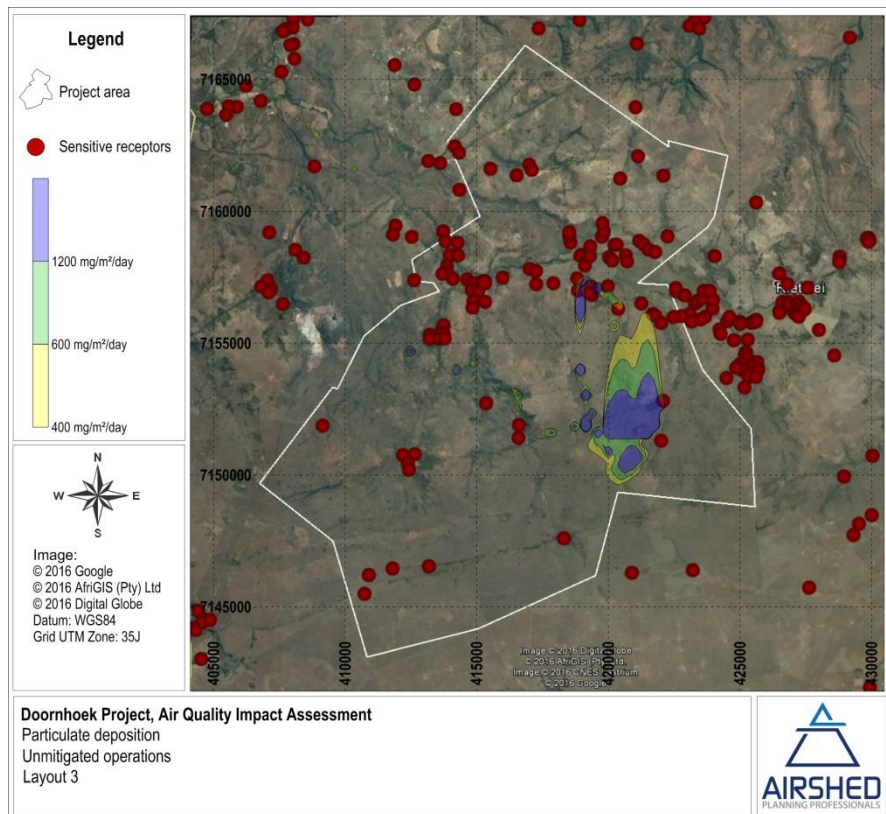 Legend
Project area
Sensitive receptors
1200 mg/m²/day
600 mg/m²/day
400 mg/m²/day
N
W
E
S
Image:
© 2016 Google
© 2016 AfriGIS (Pty) Ltd
© 2016 Digital Globe
Datum: WGS84
Grid UTM Zone: 35J
7165000
7160000
7155000
7150000
7145000
405000
410000
415000
420000
425000
430000
Image © 2016 Digital Globe
© 2016 AfriGIS (Pty) Ltd.
Image © 2016 CNES
© 2016 Google
Doornhoek Project, Air Quality Impact Assessment
Particulate deposition
Unmitigated operations
Layout 3
AIRSHED
PLANNING PROFESSIONALS